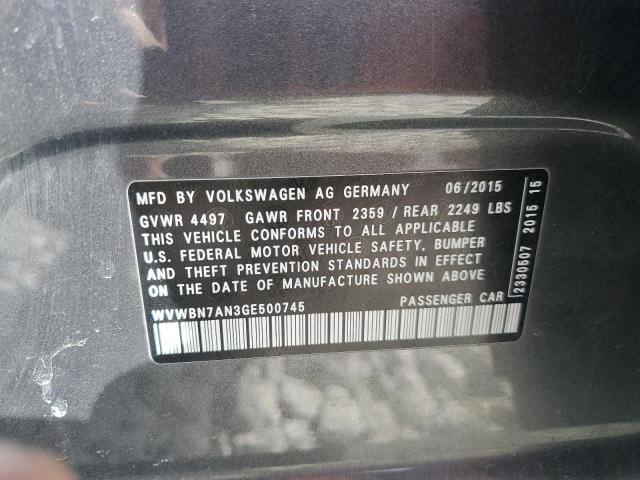 MFD BY VOLKSWAGEN AG GERMANY 06/2015
GVWR 4497 GAWR FRONT 2359 / REAR 2249 LBS
THIS VEHICLE CONFORMS TO ALL APPLICABLE
U.S. FEDERAL MOTOR VEHICLE SAFETY, BUMPER
AND THEFT PREVENTION STANDARDS IN EFFECT
ON THE DATE OF MANUFACTURE SHOWN ABOVE
WVWBN7AN3GE500745 PASSENGER CAR
2330507 2015 15